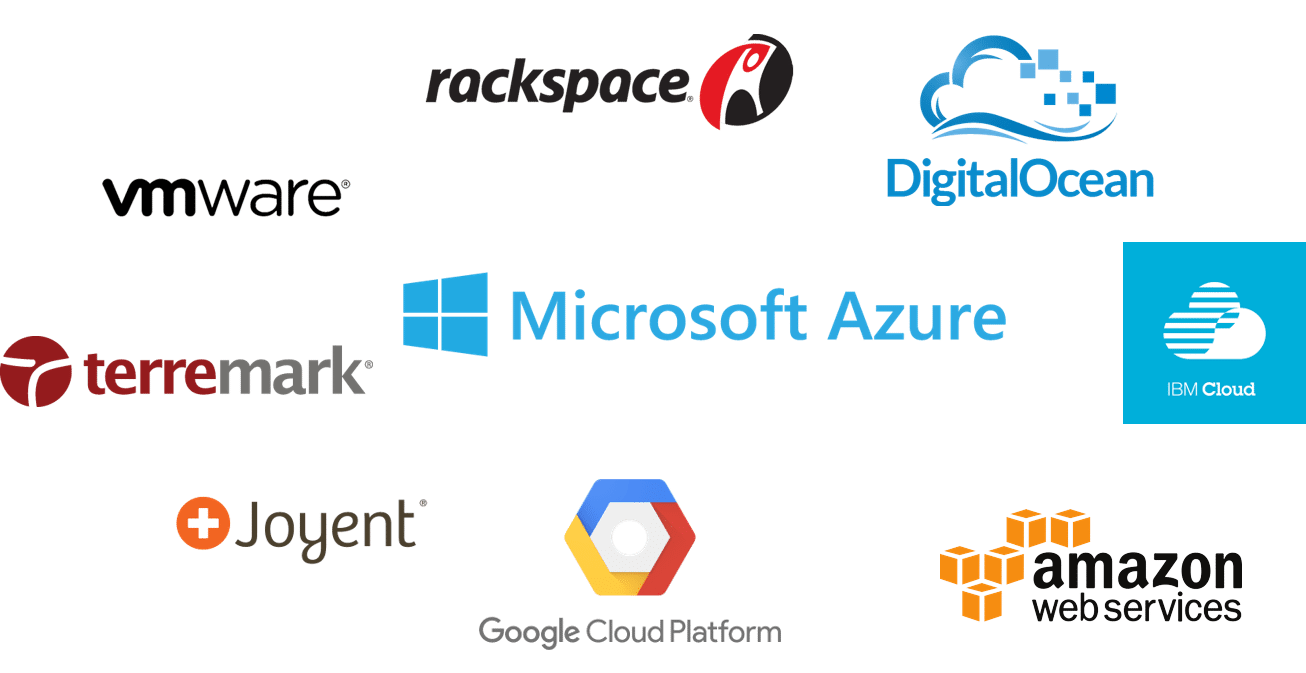 rackspace®
DigitalOcean
vmware®
Microsoft Azure
terremark®
IBM Cloud
Joyent®
Google Cloud Platform
amazon
web services